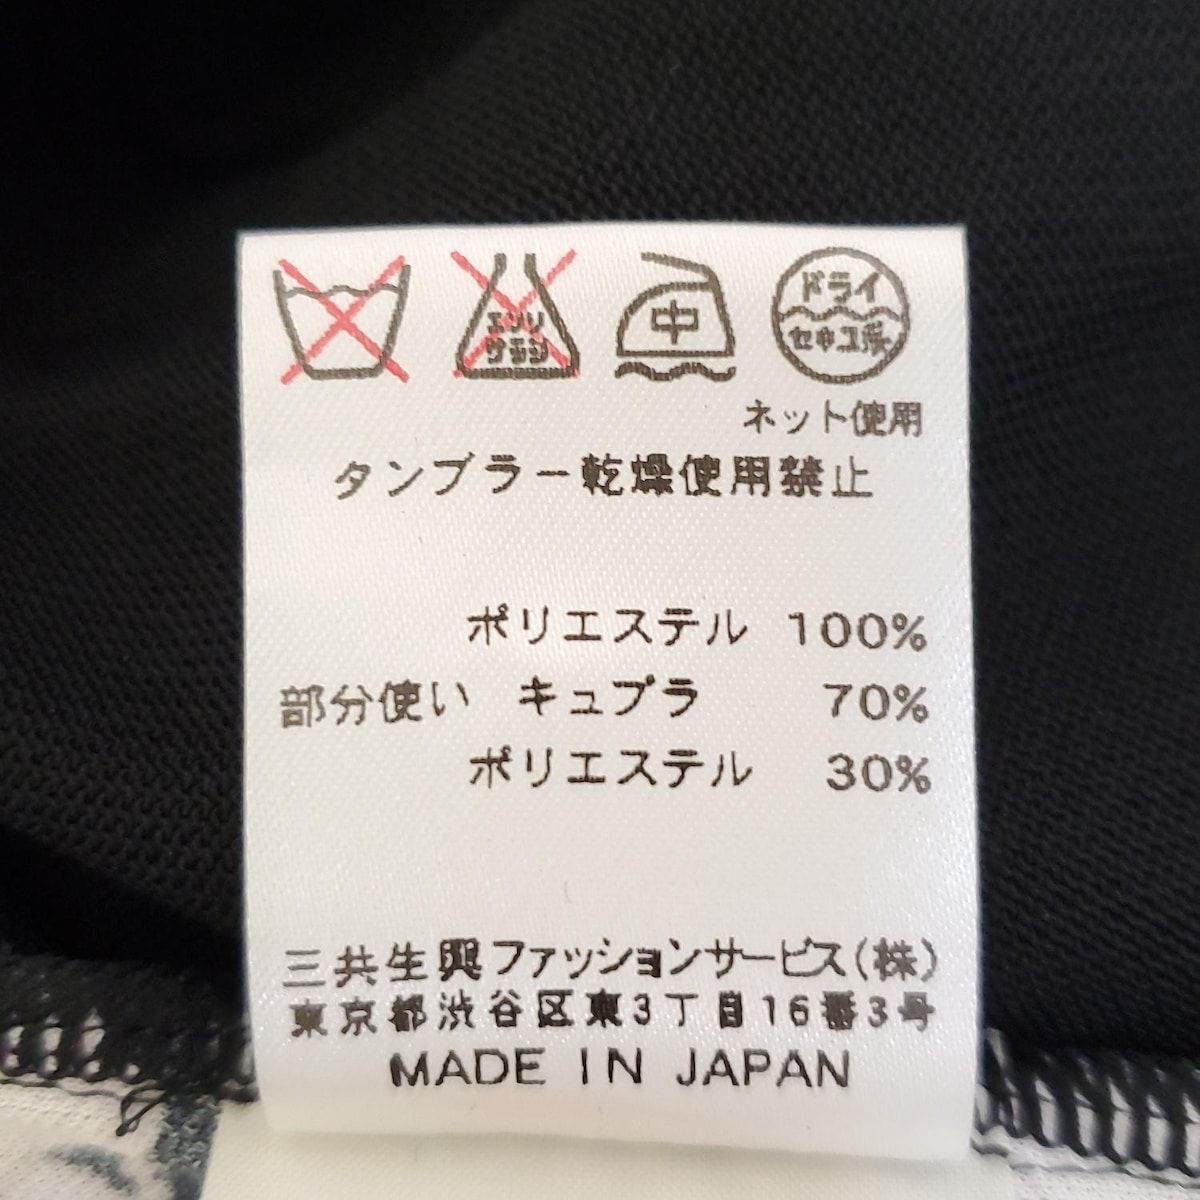 エンソ
サラシ
中
ドライ
セキユ系
ネット使用
タンブラー乾燥使用禁止
ポリエステル 100%
部分使い キュプラ 70%
ポリエステル 30%
三共生興ファッションサービス(株)
東京都渋谷区東3丁目16番3号
MADE IN JAPAN